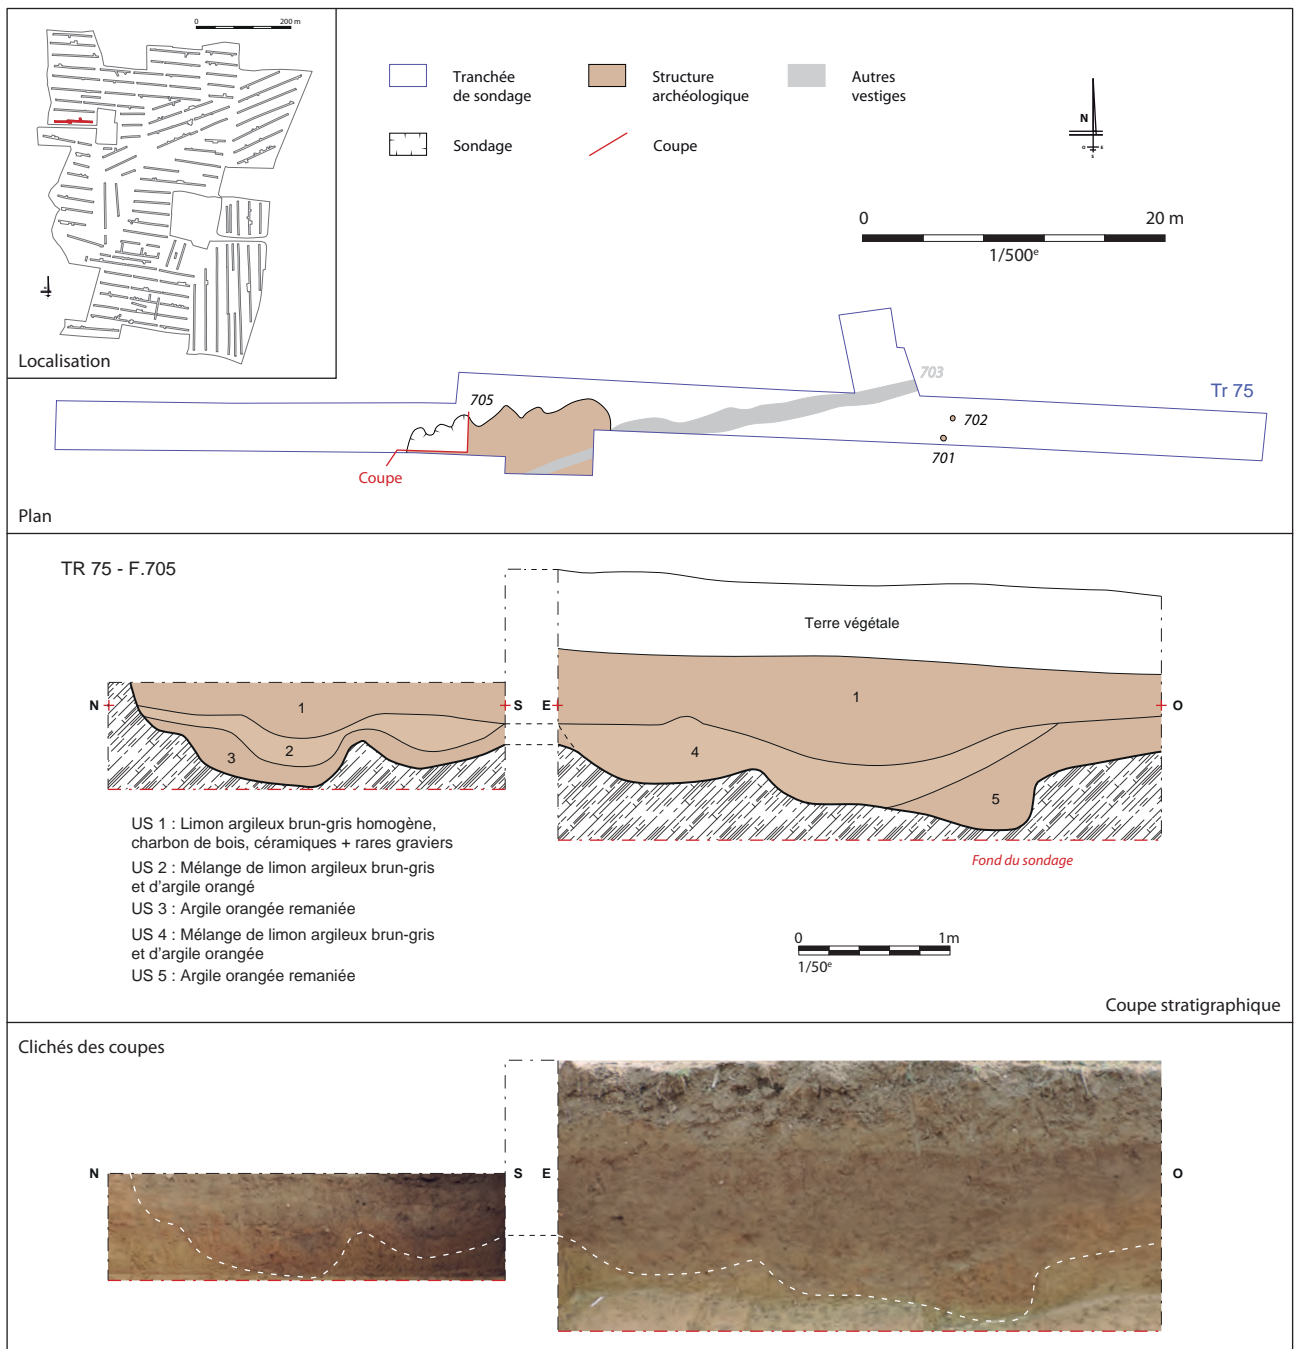 0 200 m
Localisation
Tranchée
de sondage
Structure
archéologique
Autres
vestiges
Sondage
Coupe
N
O E
S
0 20 m
1/500e
703
Tr 75
705
702
701
Coupe
Plan
TR 75 - F.705
Terre végétale
N
1
S
E
1
O
2
3
4
5
Fond du sondage
US 1 : Limon argileux brun-gris homogène,
charbon de bois, céramiques + rares graviers
US 2 : Mélange de limon argileux brun-gris
et d'argile orangé
US 3 : Argile orangée remaniée
US 4 : Mélange de limon argileux brun-gris
et d'argile orangée
US 5 : Argile orangée remaniée
0 1m
1/50e
Coupe stratigraphique
Clichés des coupes
N
S
E
O